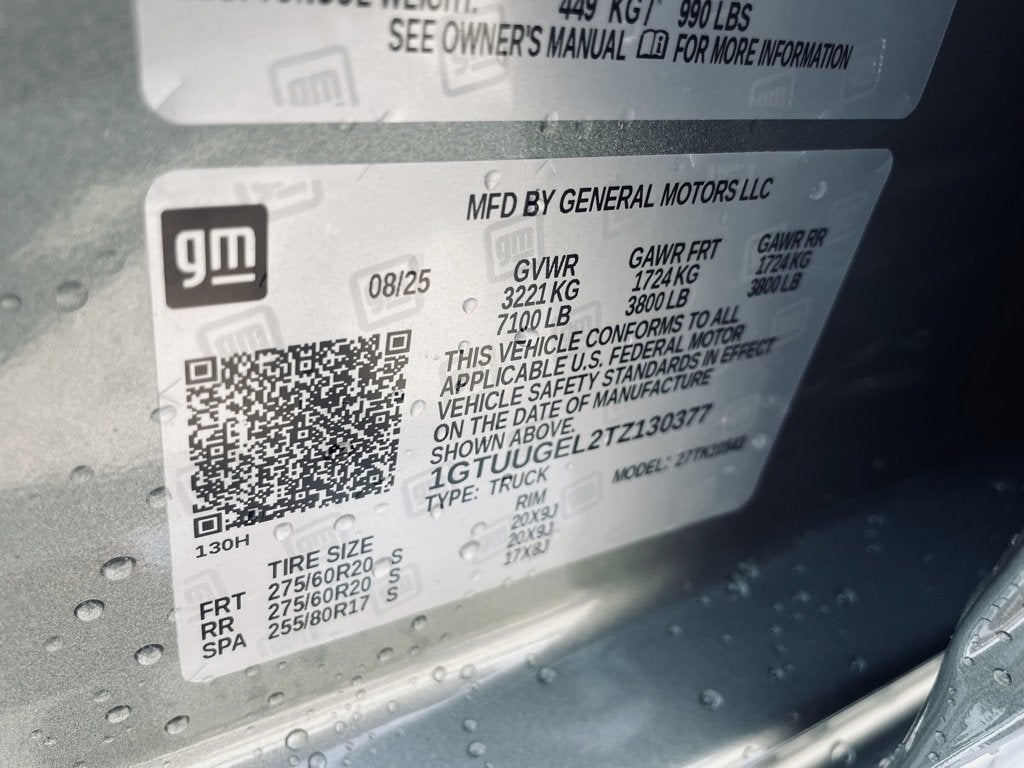 449 KG / 990 LBS
SEE OWNER'S MANUAL FOR MORE INFORMATION
gm
MFD BY GENERAL MOTORS LLC
08/25
GVWR GAWR FRT GAWR RR
3221 KG 1724 KG 1724 KG
7100 LB 3800 LB 3800 LB
THIS VEHICLE CONFORMS TO ALL
APPLICABLE U.S. FEDERAL MOTOR
VEHICLE SAFETY STANDARDS IN EFFECT
ON THE DATE OF MANUFACTURE
SHOWN ABOVE.
1GTUUGEL2TZ130377
TYPE: TRUCK MODEL:
130H
TIRE SIZE RIM
FRT 275/60R20 S 20X9J
RR 275/60R20 S 20X9J
SPA 255/80R17 S 17X8J